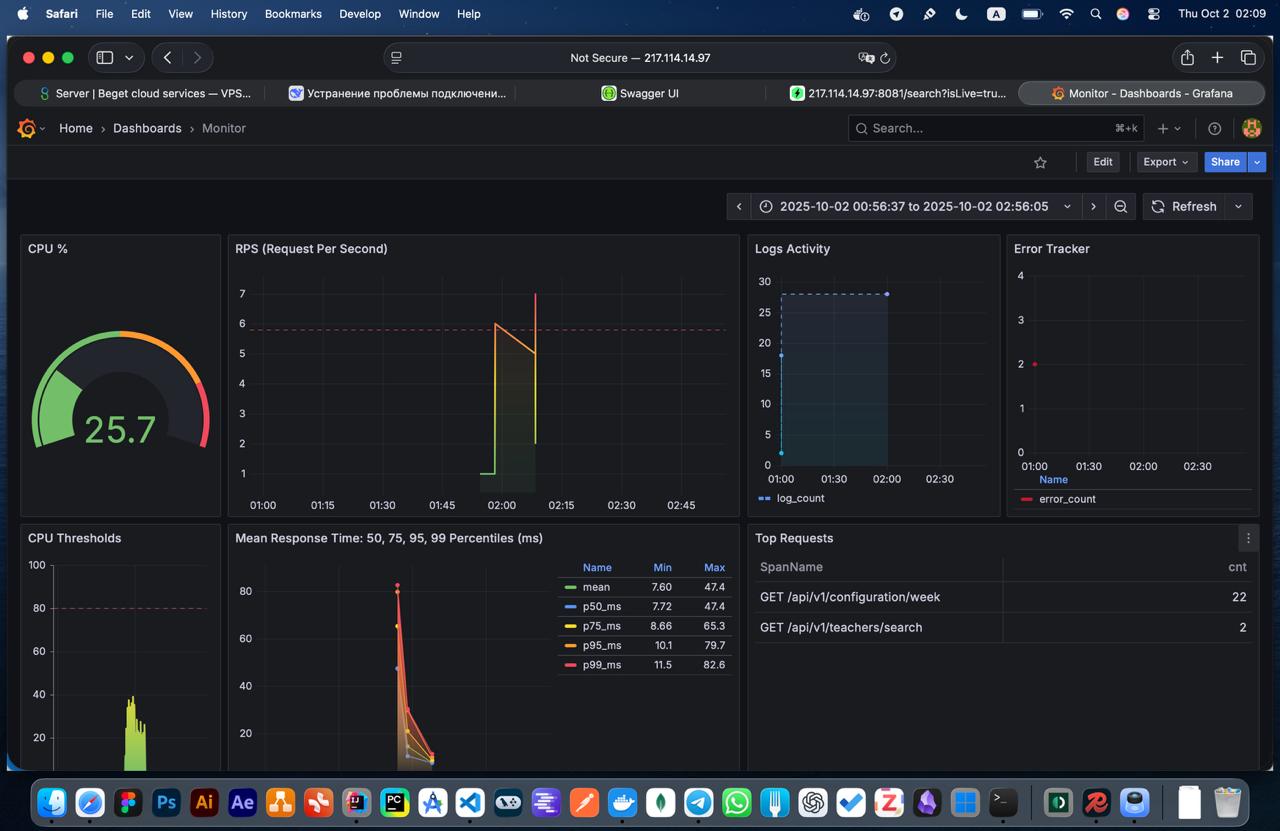 Safari File Edit View History Bookmarks Develop Window Help A Thu Oct 2 02:09
Not Secure — 217.114.14.97
Server | Beget cloud services — VPS...
Устранение проблемы подключени...
Swagger UI
217.114.14.97:8081/search?isLive=tru...
Monitor - Dashboards - Grafana
Home › Dashboards › Monitor
Search... ⌘+k
Edit Export Share
2025-10-02 00:56:37 to 2025-10-02 02:56:05 Refresh
CPU %
25.7
RPS (Request Per Second)
7
6
5
4
3
2
1
01:00 01:15 01:30 01:45 02:00 02:15 02:30 02:45
Logs Activity
30
25
20
15
10
5
0
01:00 01:30 02:00 02:30
log_count
Error Tracker
4
3
2
1
0
01:00 01:30 02:00 02:30
Name
error_count
CPU Thresholds
100
80
60
40
20
Mean Response Time: 50, 75, 95, 99 Percentiles (ms)
80
60
40
20
Name Min Max
mean 7.60 47.4
p50_ms 7.72 47.4
p75_ms 8.66 65.3
p95_ms 10.1 79.7
p99_ms 11.5 82.6
Top Requests
SpanName cnt
GET /api/v1/configuration/week 22
GET /api/v1/teachers/search 2
Ps Ai Ae PC Z >_